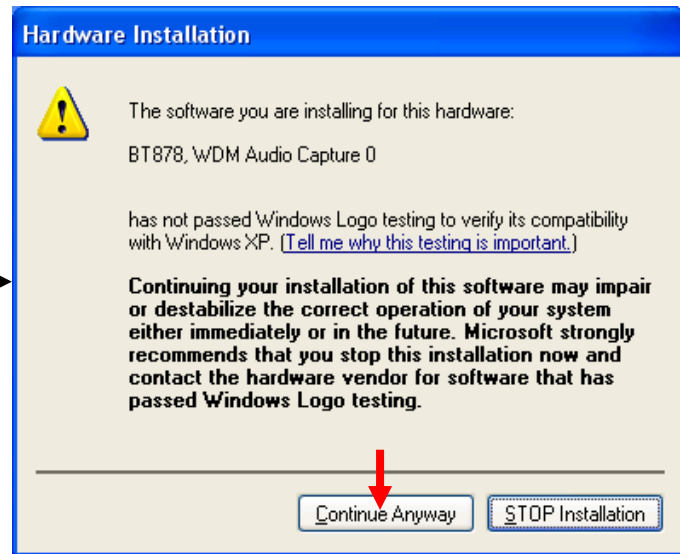 Hardware Installation
The software you are installing for this hardware:
BT878, WDM Audio Capture 0
has not passed Windows Logo testing to verify its compatibility
with Windows XP. (Tell me why this testing is important.)
Continuing your installation of this software may impair
or destabilize the correct operation of your system
either immediately or in the future. Microsoft strongly
recommends that you stop this installation now and
contact the hardware vendor for software that has
passed Windows Logo testing.
Continue Anyway
STOP Installation